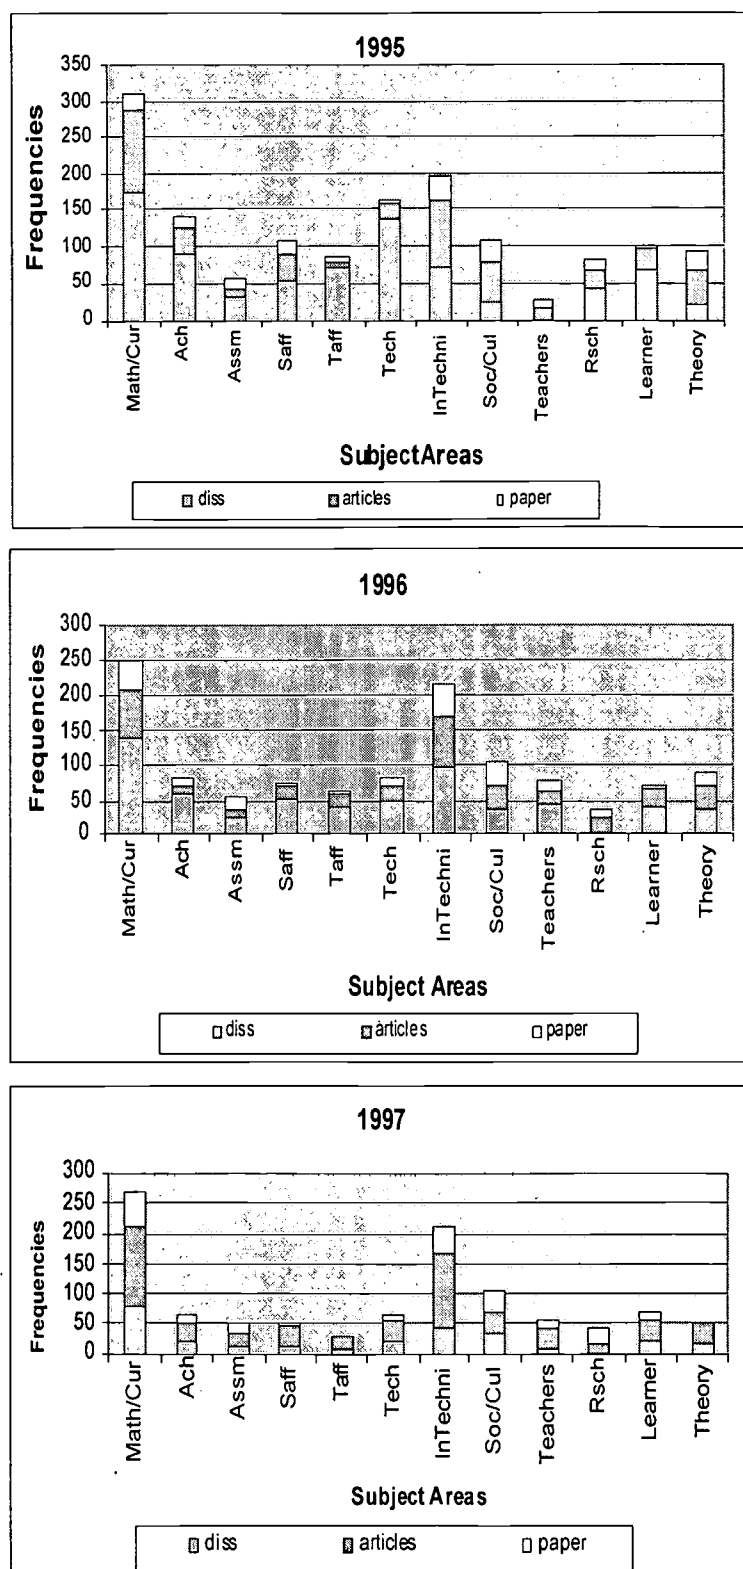 1995
Frequencies
350
300
250
200
150
100
50
0
Math/Cur
Ach
Assm
Saff
Taff
Tech
InTechni
Soc/Cul
Teachers
Rsch
Learner
Theory
Subject Areas
diss articles paper
1996
Frequencies
300
250
200
150
100
50
0
Math/Cur
Ach
Assm
Saff
Taff
Tech
InTechni
Soc/Cul
Teachers
Rsch
Learner
Theory
Subject Areas
diss articles paper
1997
Frequencies
300
250
200
150
100
50
0
Math/Cur
Ach
Assm
Saff
Taff
Tech
InTechni
Soc/Cul
Teachers
Rsch
Learner
Theory
Subject Areas
diss articles paper